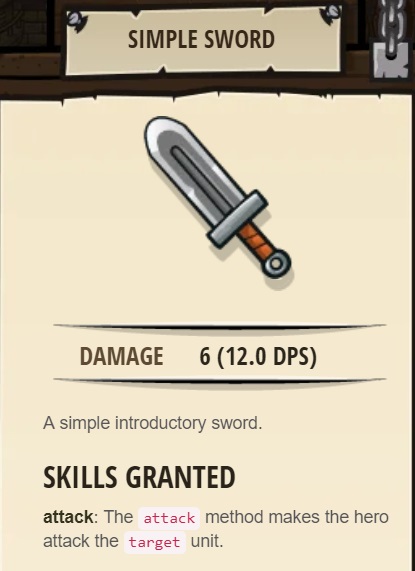 SIMPLE SWORD
DAMAGE 6 (12.0 DPS)
A simple introductory sword.
SKILLS GRANTED
attack: The attack method makes the hero
attack the target unit.